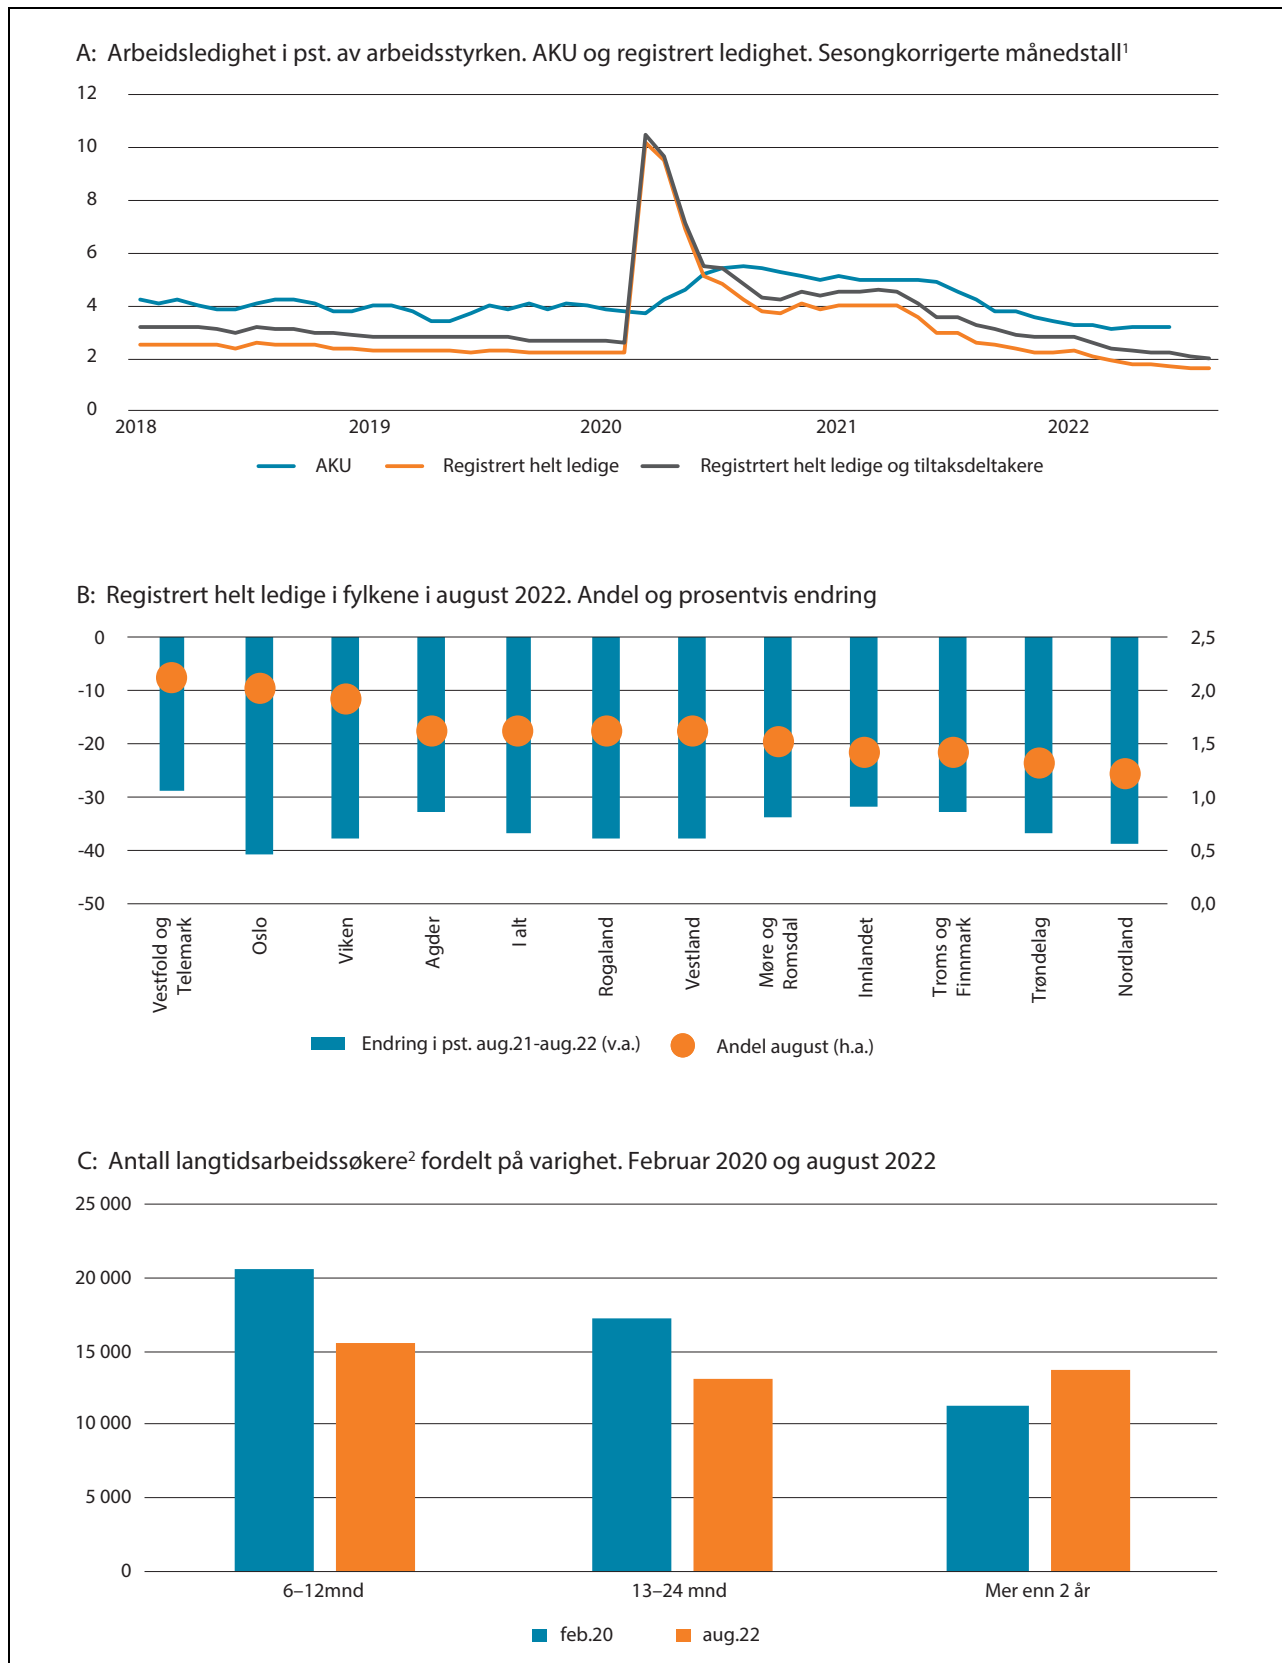 A: Arbeidsledighet i pst. av arbeidsstyrken. AKU og registrert ledighet. Sesongkorrigerte månedstall¹
12
10
8
6
4
2
0
2018 2019 2020 2021 2022
AKU Registrert helt ledige Registrtert helt ledige og tiltaksdeltakere
B: Registrert helt ledige i fylkene i august 2022. Andel og prosentvis endring
0 2,5
-10 2,0
-20 1,5
-30 1,0
-40 0,5
-50 0,0
Vestfold og
Telemark
Oslo
Viken
Agder
I alt
Rogaland
Vestland
Møre og
Romsdal
Innlandet
Troms og
Finnmark
Trøndelag
Nordland
Endring i pst. aug.21-aug.22 (v.a.) Andel august (h.a.)
C: Antall langtidsarbeidssøkere² fordelt på varighet. Februar 2020 og august 2022
25 000
20 000
15 000
10 000
5 000
0
6–12mnd 13–24 mnd Mer enn 2 år
feb.20 aug.22